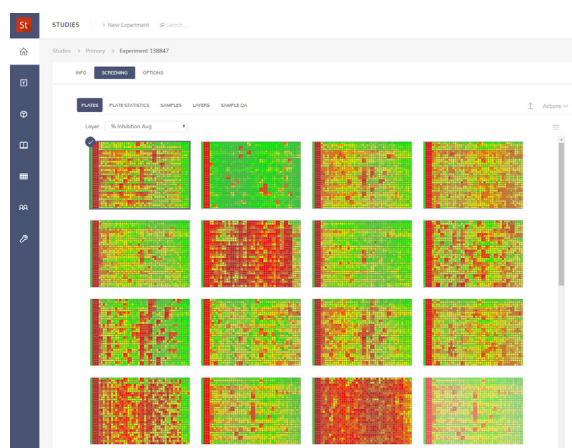 St
STUDIES + New Experiment Search...
Studies > Primary > Experiment 138847
INFO SCREENING OPTIONS
PLATES PLATE STATISTICS SAMPLES LAYERS SAMPLE QA Actions
Layer % Inhibition Avg